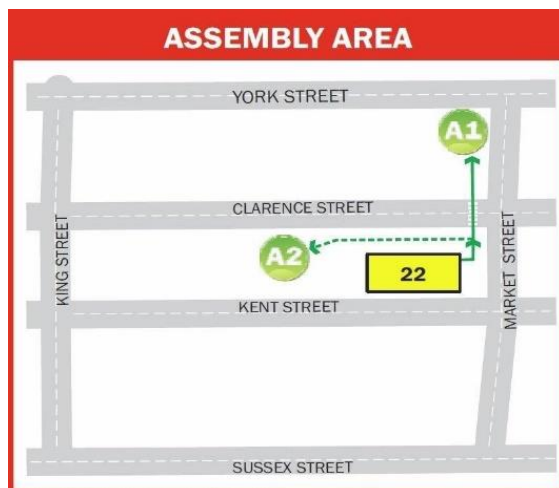 ASSEMBLY AREA
YORK STREET
A1
CLARENCE STREET
KING STREET
A2
22
MARKET STREET
KENT STREET
SUSSEX STREET